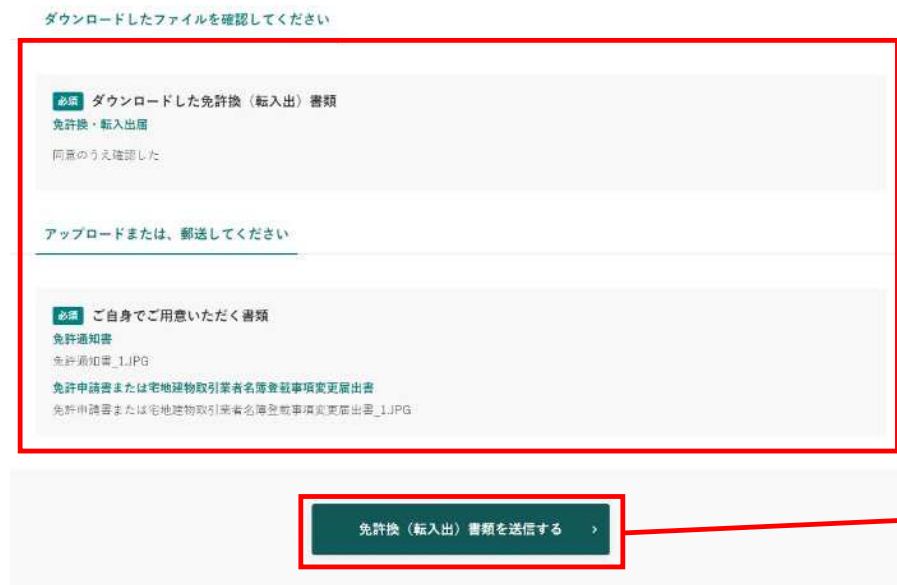 ダウンロードしたファイルを確認してください
必須 ダウンロードした免許換（転入出）書類
免許換・転入出届
同意のうえ確認した
アップロードまたは、郵送してください
必須 ご自身でご用意いただく書類
免許通知書
免許通知書_1.JPG
免許申請書または宅地建物取引業者名簿登載事項変更届出書
免許申請書または宅地建物取引業者名簿登載事項変更届出書_1.JPG
免許換（転入出）書類を送信する ›